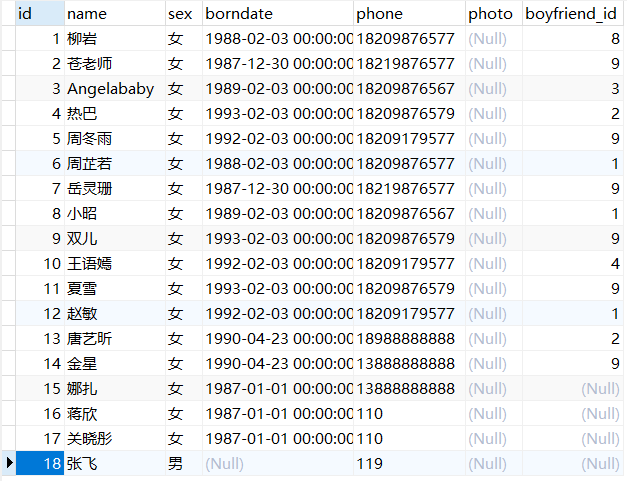 id name sex borndate phone photo boyfriend_id
1 柳岩 女 1988-02-03 00:00:00 18209876577 (Null) 8
2 苍老师 女 1987-12-30 00:00:00 18219876577 (Null) 9
3 Angelababy 女 1989-02-03 00:00:00 18209876567 (Null) 3
4 热巴 女 1993-02-03 00:00:00 18209876579 (Null) 2
5 周冬雨 女 1992-02-03 00:00:00 18209179577 (Null) 9
6 周芷若 女 1988-02-03 00:00:00 18209876577 (Null) 1
7 岳灵珊 女 1987-12-30 00:00:00 18219876577 (Null) 9
8 小昭 女 1989-02-03 00:00:00 18209876567 (Null) 1
9 双儿 女 1993-02-03 00:00:00 18209876579 (Null) 9
10 王语嫣 女 1992-02-03 00:00:00 18209179577 (Null) 4
11 夏雪 女 1993-02-03 00:00:00 18209876579 (Null) 9
12 赵敏 女 1992-02-03 00:00:00 18209179577 (Null) 1
13 唐艺昕 女 1990-04-23 00:00:00 18988888888 (Null) 2
14 金星 女 1990-04-23 00:00:00 13888888888 (Null) 9
15 娜扎 女 1987-01-01 00:00:00 13888888888 (Null) (Null)
16 蒋欣 女 1987-01-01 00:00:00 110 (Null) (Null)
17 关晓彤 女 1987-01-01 00:00:00 110 (Null) (Null)
18 张飞 男 (Null) 119 (Null) (Null)